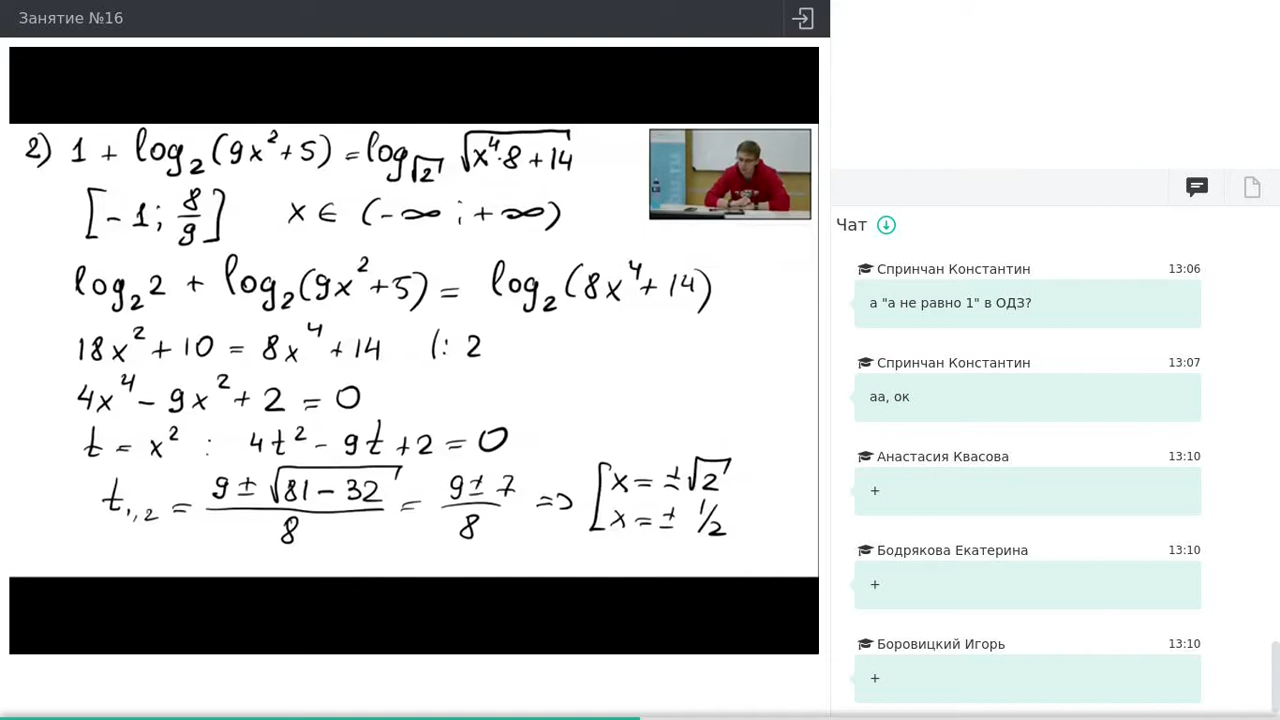 Занятие №16
2) 1 + log₂(9x²+5) = log_√2 √(x⁴·8+14)
[-1; 8/9] x ∈ (-∞; +∞)
log₂2 + log₂(9x²+5) = log₂(8x⁴+14)
18x²+10 = 8x⁴+14 (: 2
4x⁴ - 9x² + 2 = 0
t = x² : 4t² - 9t + 2 = 0
t₁,₂ = (9 ± √(81-32))/8 = (9±7)/8 => [x = ±√2
x = ± 1/2
Чат
Спринчан Константин 13:06
а "а не равно 1" в ОДЗ?
Спринчан Константин 13:07
аа, ок
Анастасия Квасова 13:10
+
Бодрякова Екатерина 13:10
+
Боровицкий Игорь 13:10
+